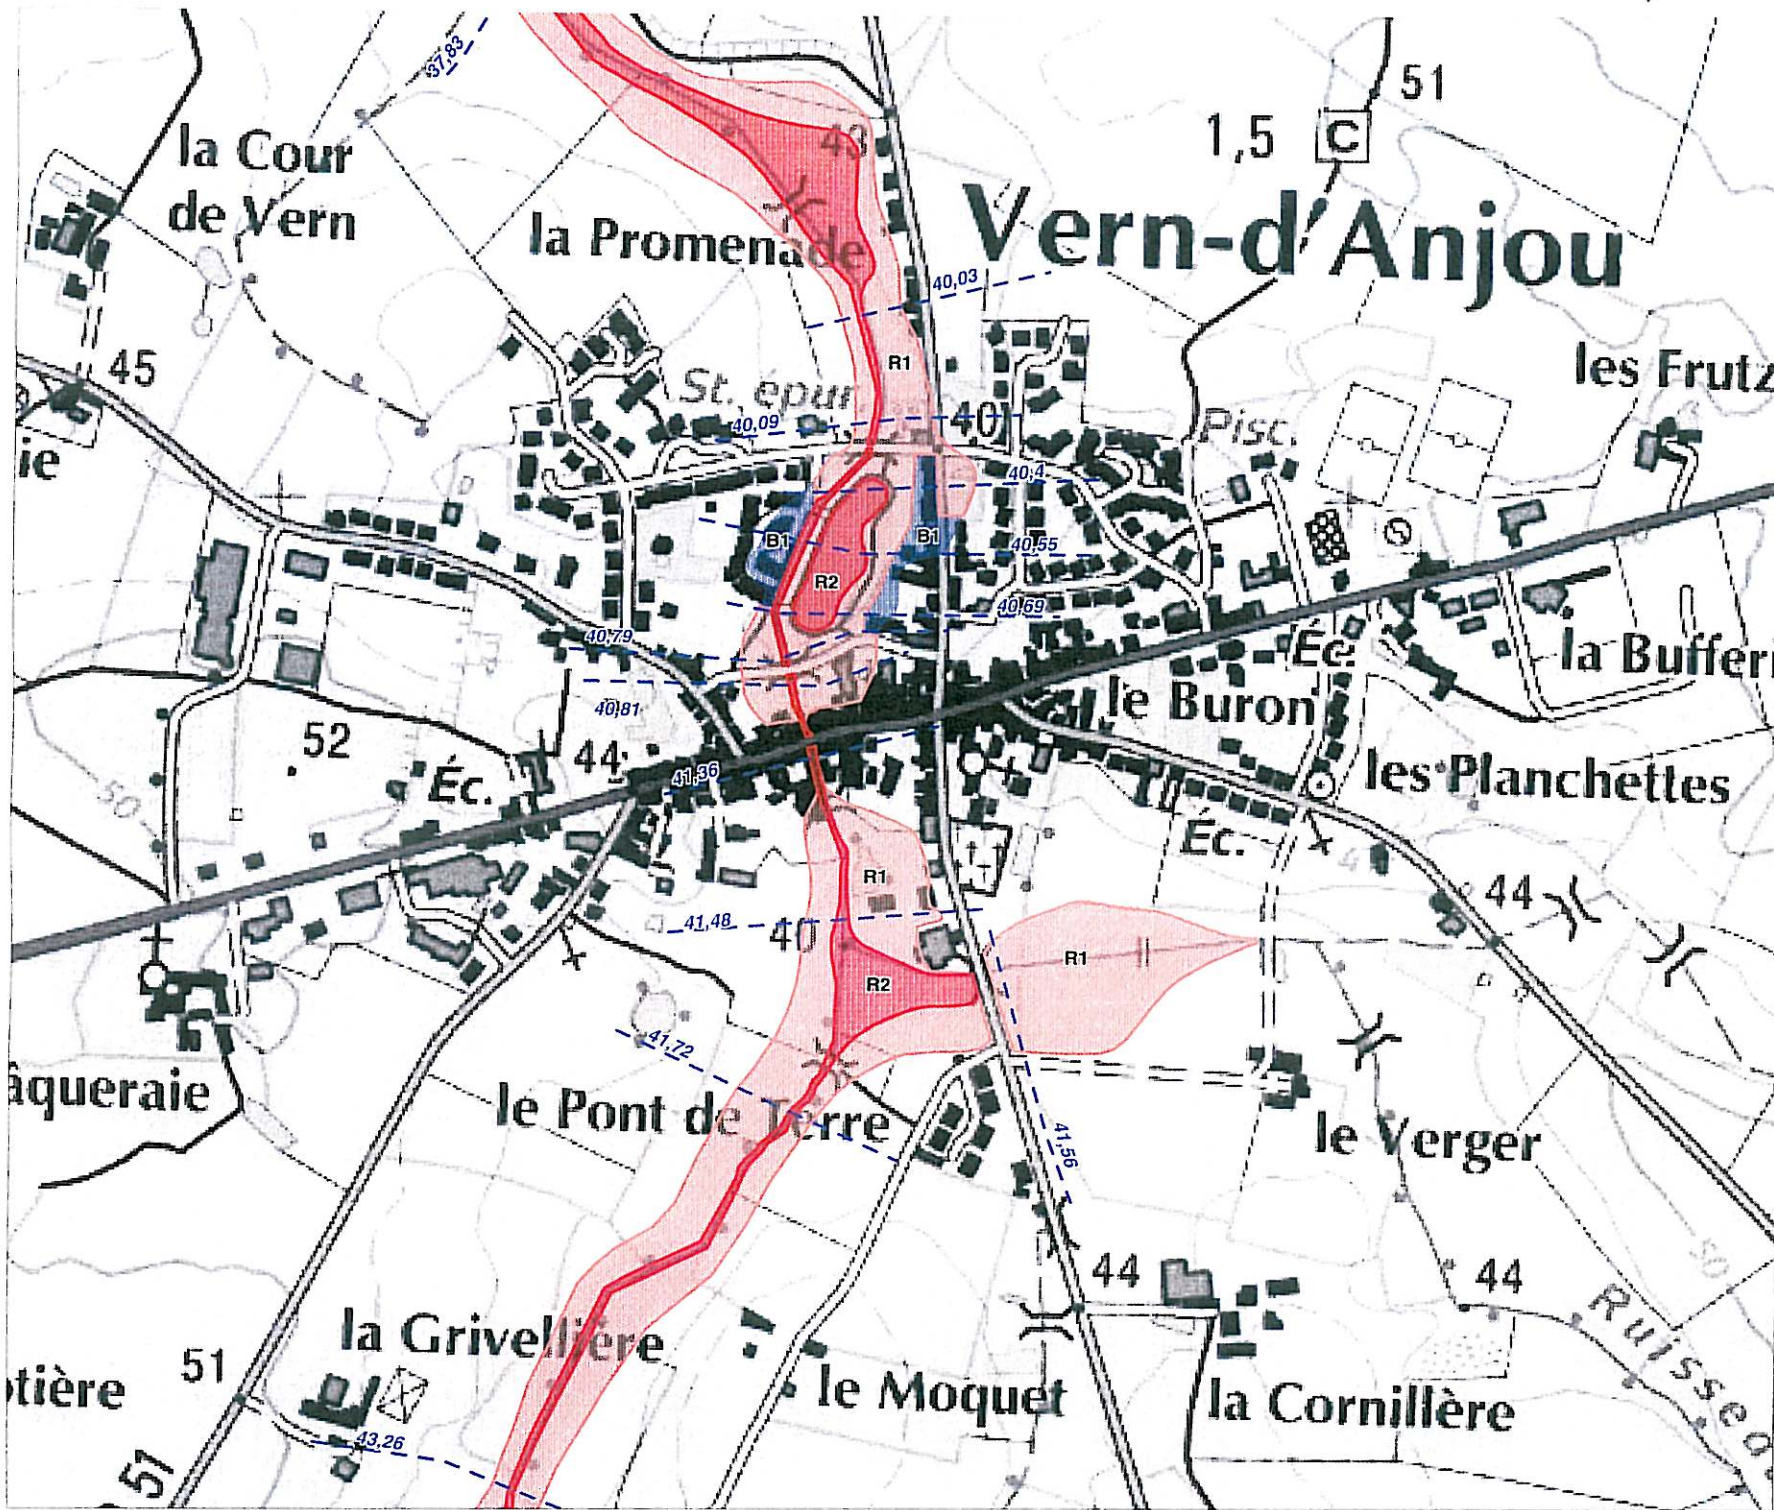 37,83
51
1,5 C
la Cour
de Vern
43
la Promenade
Vern-d'Anjou
40,03
45
R1
les Frutz
St. épur
40,09
40
Pisc.
ie
40,4
B1
B1
40,55
R2
40,69
40,79
Éc.
la Buffer
40,81
le Buron
52
44
41,36
Éc.
les Planchettes
50
Éc.
R1
44
41,48
40
R1
R2
41,72
âqueraie
le Pont de Terre
41,56
le Verger
44
44
50
la Grivellière
51
Ruisseau
otière
le Moquet
la Cornillère
43,26
51